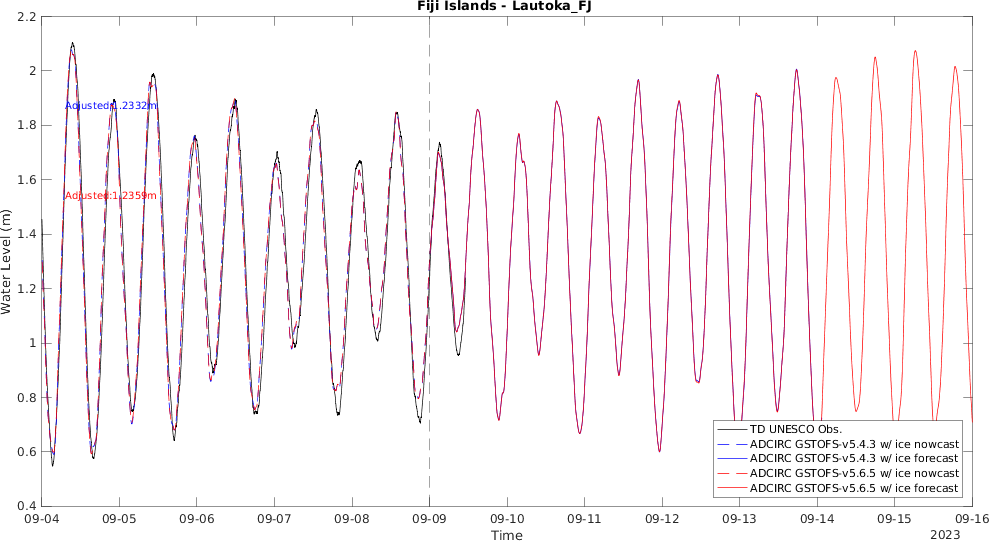 Fiji Islands - Lautoka_FJ
2.2
2
1.8
1.6
1.4
1.2
1
0.8
0.6
0.4
Water Level (m)
Adjusted:1.2332m
Adjusted:1.2359m
TD UNESCO Obs.
ADCIRC GSTOFS-v5.4.3 w/ ice nowcast
ADCIRC GSTOFS-v5.4.3 w/ ice forecast
ADCIRC GSTOFS-v5.6.5 w/ ice nowcast
ADCIRC GSTOFS-v5.6.5 w/ ice forecast
09-04 09-05 09-06 09-07 09-08 09-09 09-10 09-11 09-12 09-13 09-14 09-15 09-16
Time
2023